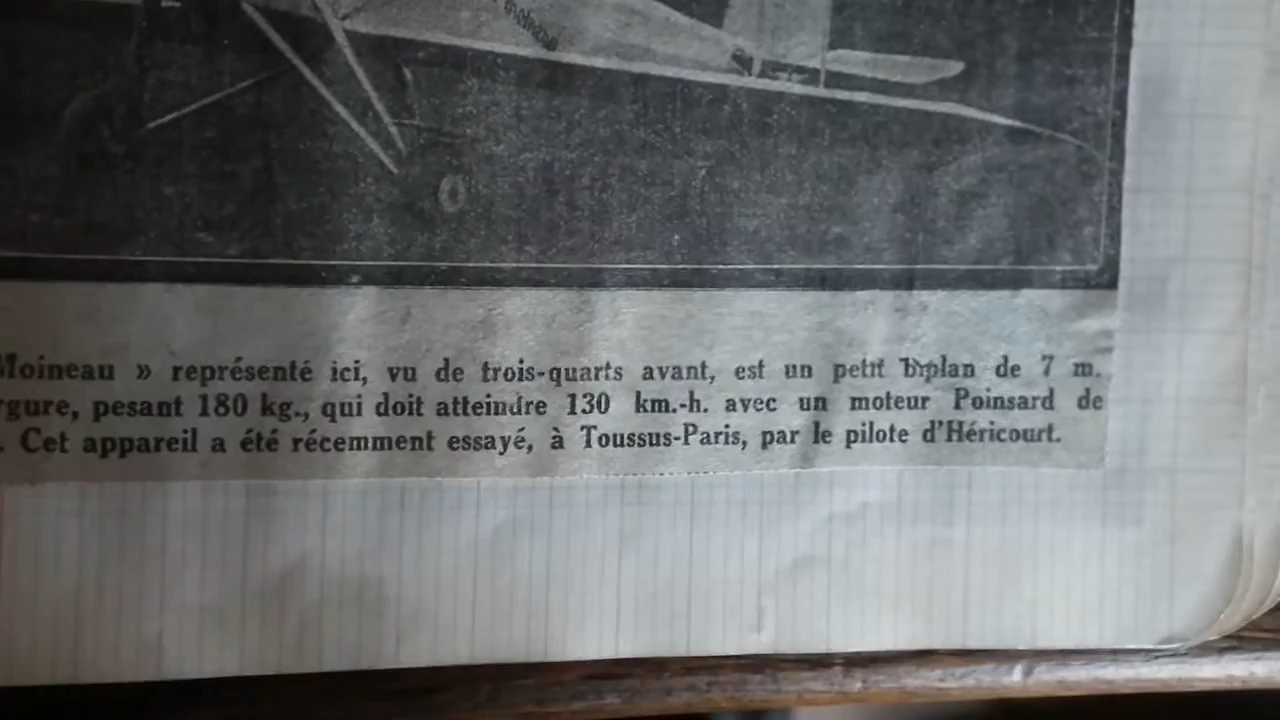 Moineau » représenté ici, vu de trois-quarts avant, est un petit biplan de 7 m.
rgure, pesant 180 kg., qui doit atteindre 130 km.-h. avec un moteur Poinsard de
. Cet appareil a été récemment essayé, à Toussus-Paris, par le pilote d'Héricourt.